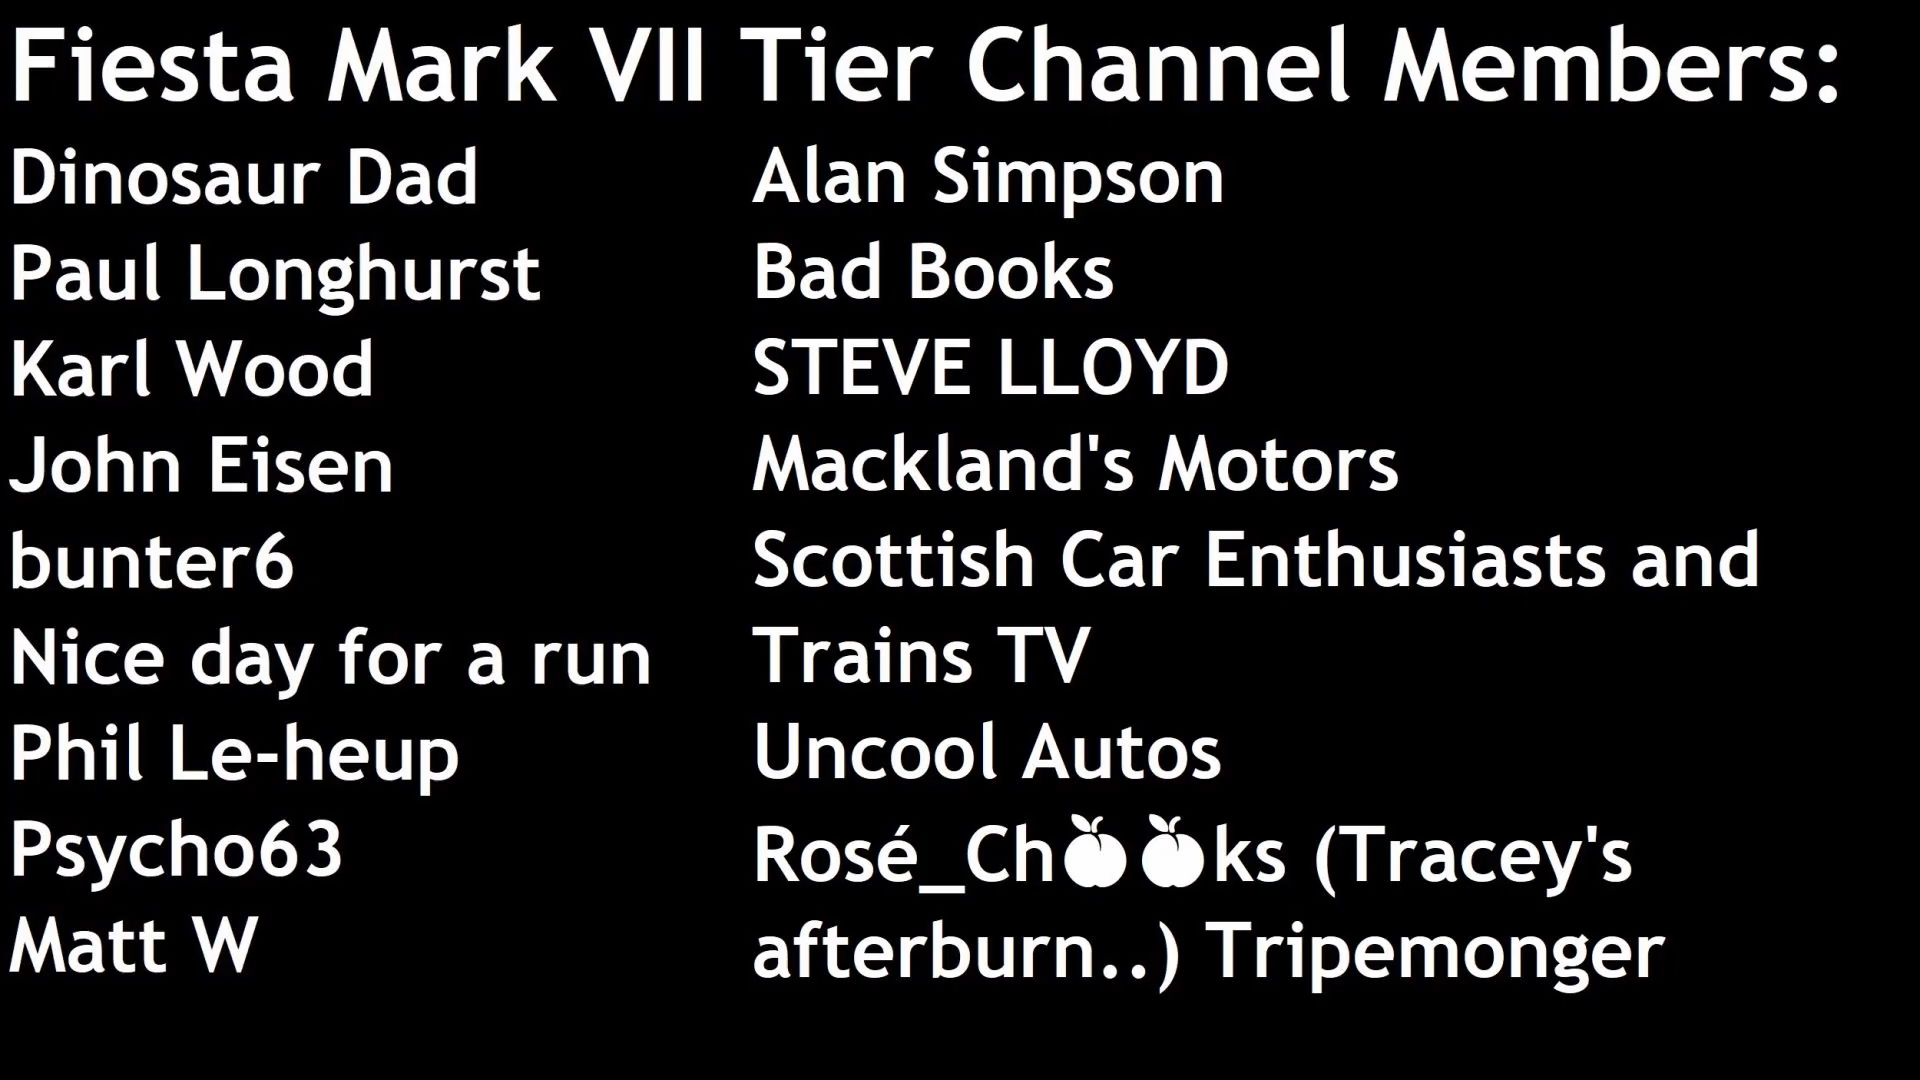 Fiesta Mark VII Tier Channel Members:
Dinosaur Dad
Paul Longhurst
Karl Wood
John Eisen
bunter6
Nice day for a run
Phil Le-heup
Psycho63
Matt W
Alan Simpson
Bad Books
STEVE LLOYD
Mackland's Motors
Scottish Car Enthusiasts and
Trains TV
Uncool Autos
Rosé_Ch🍑🍑ks (Tracey's
afterburn..) Tripemonger